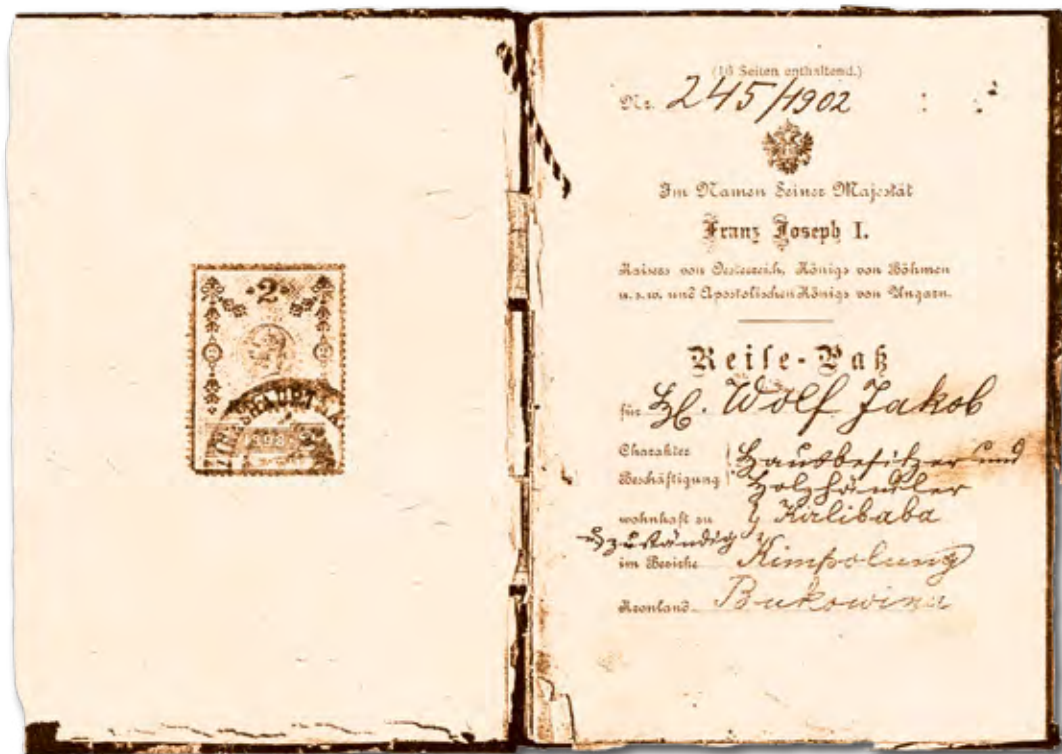 2
1898
(16 Seiten enthaltend.)
Nr. 245/1902
Im Namen Seiner Majestät
Franz Joseph I.
Kaisers von Oesterreich, Königs von Böhmen
u. s. w. und Apostolischen Königs von Ungarn.
Reise-Paß
für H. Wolf Jakob
Charakter
Beschäftigung } Hausbesitzer und
Holzhändler
wohnhaft zu Kirlibaba
zuständig
im Bezirke Kimpolung
Kronland Bukowina